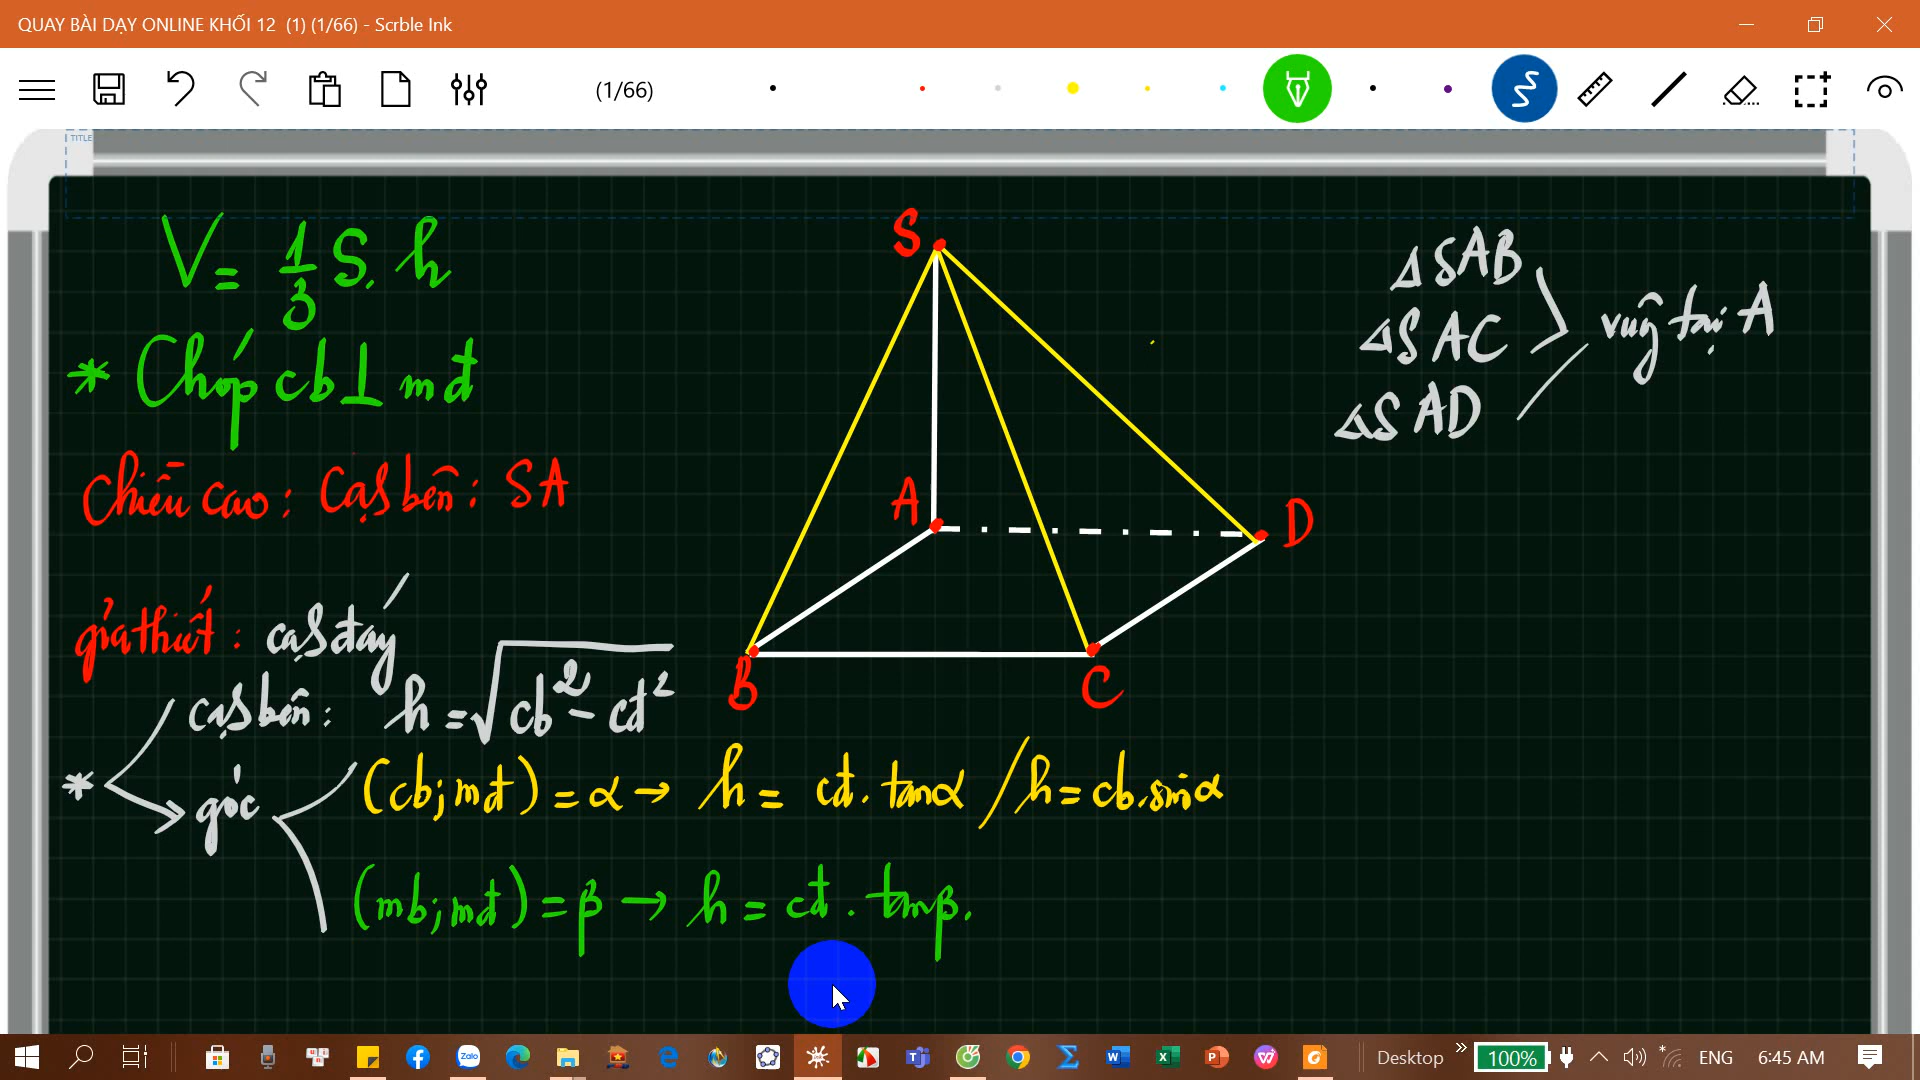 QUAY BÀI DẠY ONLINE KHỐI 12 (1) (1/66) - Scrble Ink
(1/66)
TITLE
V = 1/3 S. h
* Chóp cb ⊥ mđ
Chiều cao : Cạnh bên : SA
giả thiết : cạnh đáy
cạnh bên : h = √(cb² - cđ²)
* góc
(cb; mđ) = α → h = cđ. tanα / h = cb. sinα
(mb; mđ) = β → h = cđ. tanβ.
S
A
B
C
D
ΔSAB
ΔSAC
ΔSAD
vuông tại A
Desktop
100%
ENG
6:45 AM